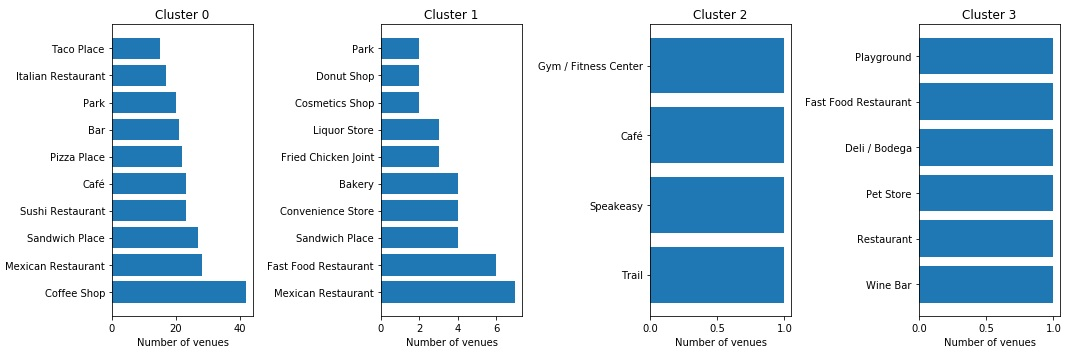 Cluster 0
Taco Place
Italian Restaurant
Park
Bar
Pizza Place
Café
Sushi Restaurant
Sandwich Place
Mexican Restaurant
Coffee Shop
0 20 40
Number of venues
Cluster 1
Park
Donut Shop
Cosmetics Shop
Liquor Store
Fried Chicken Joint
Bakery
Convenience Store
Sandwich Place
Fast Food Restaurant
Mexican Restaurant
0 2 4 6
Number of venues
Cluster 2
Gym / Fitness Center
Café
Speakeasy
Trail
0.0 0.5 1.0
Number of venues
Cluster 3
Playground
Fast Food Restaurant
Deli / Bodega
Pet Store
Restaurant
Wine Bar
0.0 0.5 1.0
Number of venues